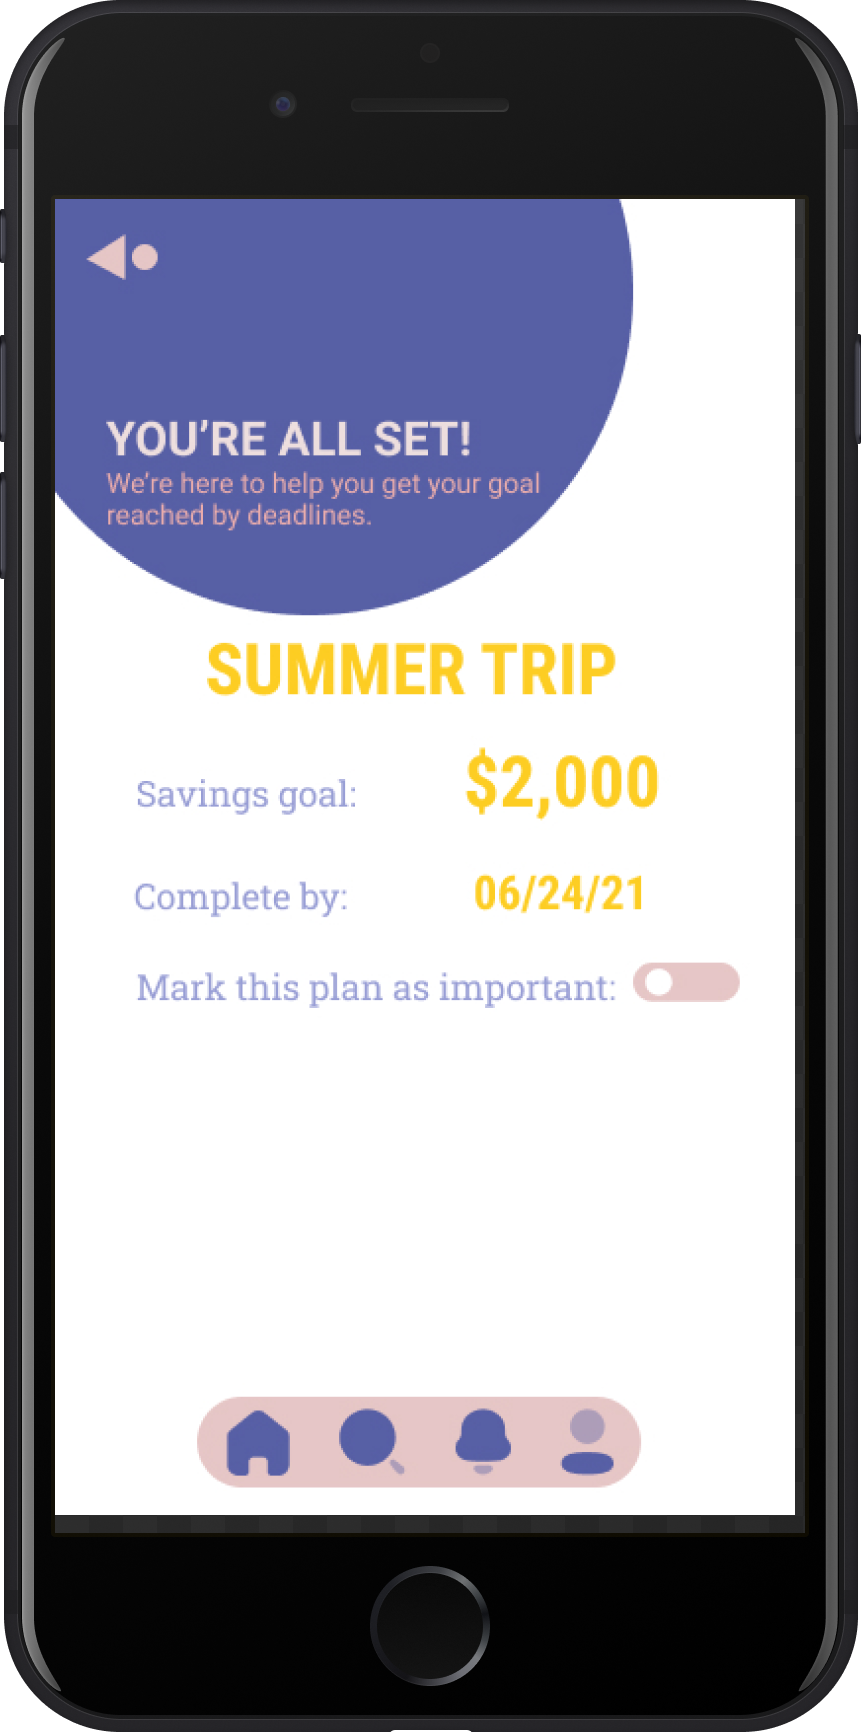 YOU’RE ALL SET!
We’re here to help you get your goal
reached by deadlines.
SUMMER TRIP
Savings goal: $2,000
Complete by: 06/24/21
Mark this plan as important: